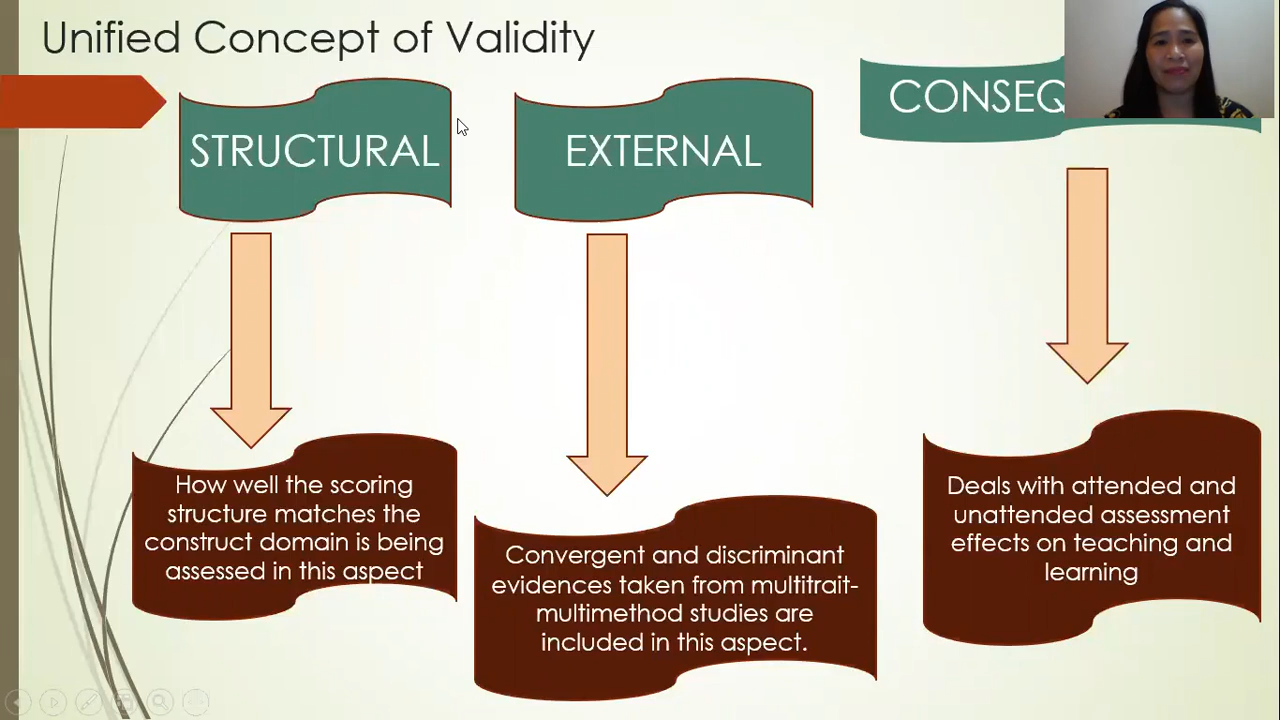 Unified Concept of Validity
STRUCTURAL
EXTERNAL
How well the scoring
structure matches the
construct domain is being
assessed in this aspect
Convergent and discriminant
evidences taken from multitrait-
multimethod studies are
included in this aspect.
Deals with attended and
unattended assessment
effects on teaching and
learning